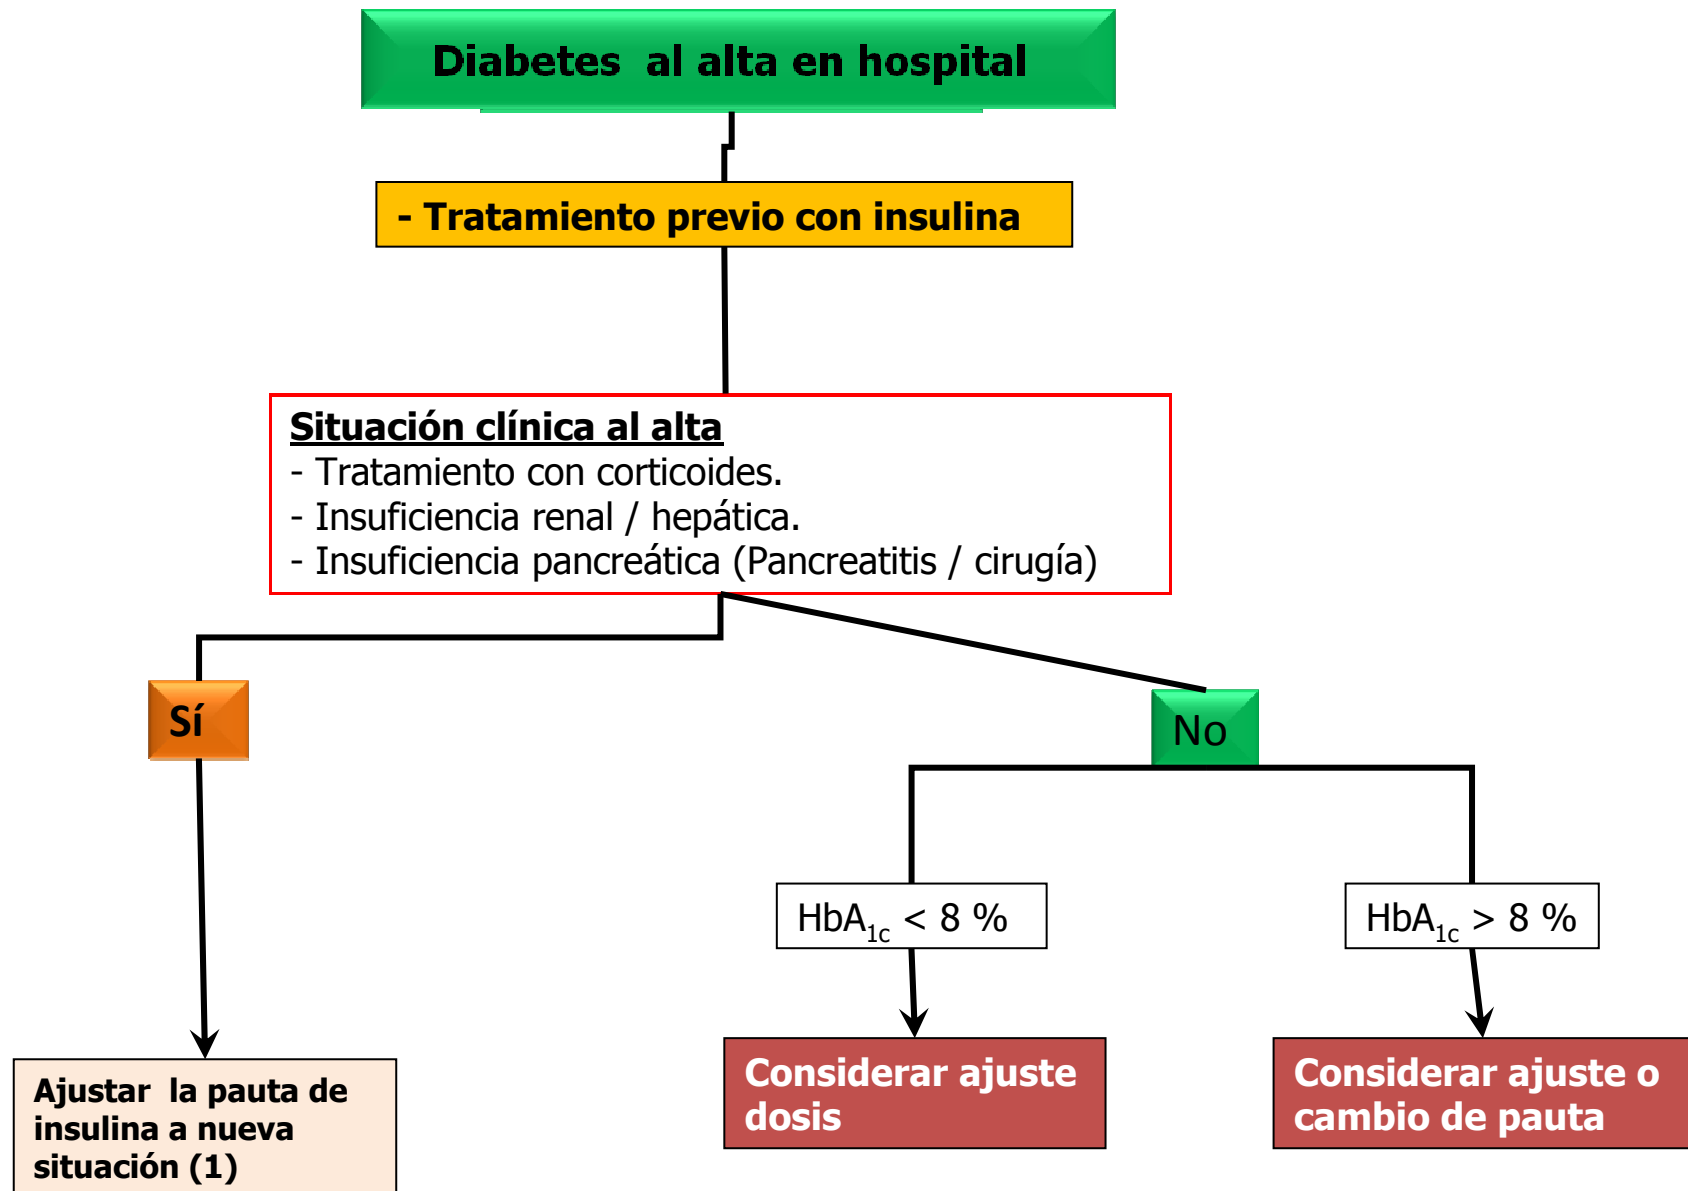 Diabetes al alta en hospital
- Tratamiento previo con insulina
Situación clínica al alta
- Tratamiento con corticoides.
- Insuficiencia renal / hepática.
- Insuficiencia pancreática (Pancreatitis / cirugía)
Sí
No
HbA1c < 8 %
HbA1c > 8 %
Considerar ajuste
dosis
Considerar ajuste o
cambio de pauta
Ajustar la pauta de
insulina a nueva
situación (1)